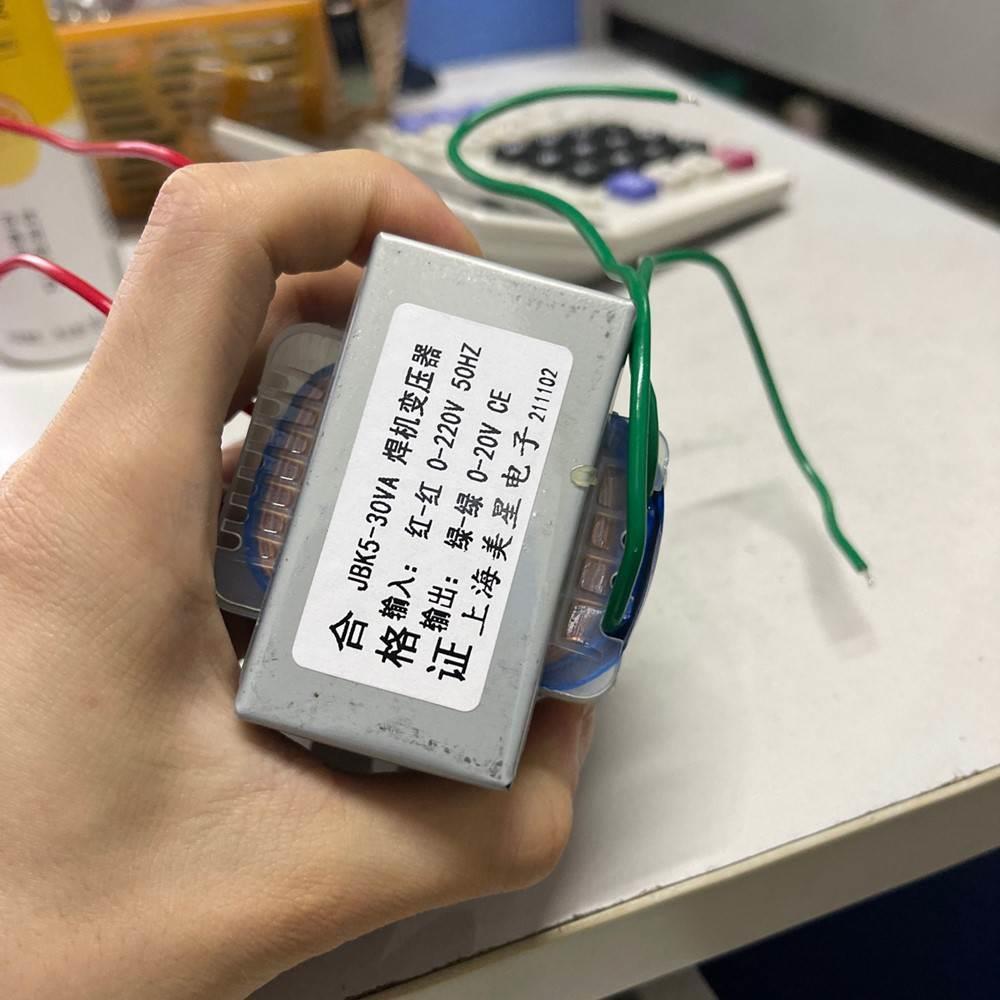 合格证
JBK5-30VA 焊机变压器
输入: 红-红 0-220V 50HZ
输出: 绿-绿 0-20V CE
上海美星电子 211102